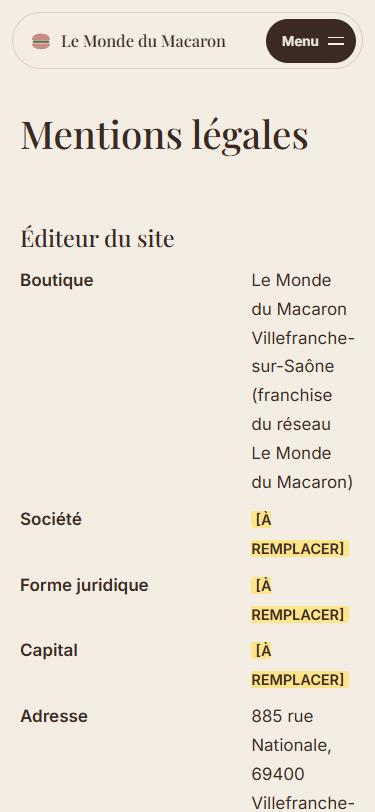 Le Monde du Macaron
Menu
Mentions légales
Éditeur du site
Boutique
Le Monde
du Macaron
Villefranche-
sur-Saône
(franchise
du réseau
Le Monde
du Macaron)
Société
[À
REMPLACER]
Forme juridique
[À
REMPLACER]
Capital
[À
REMPLACER]
Adresse
885 rue
Nationale,
69400
Villefranche-